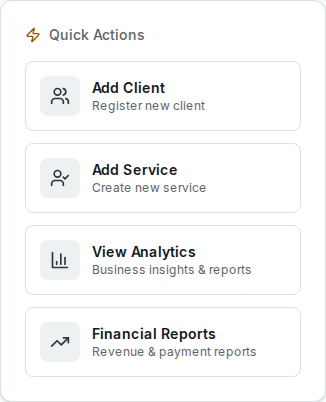 Quick Actions
Add Client
Register new client
Add Service
Create new service
View Analytics
Business insights & reports
Financial Reports
Revenue & payment reports